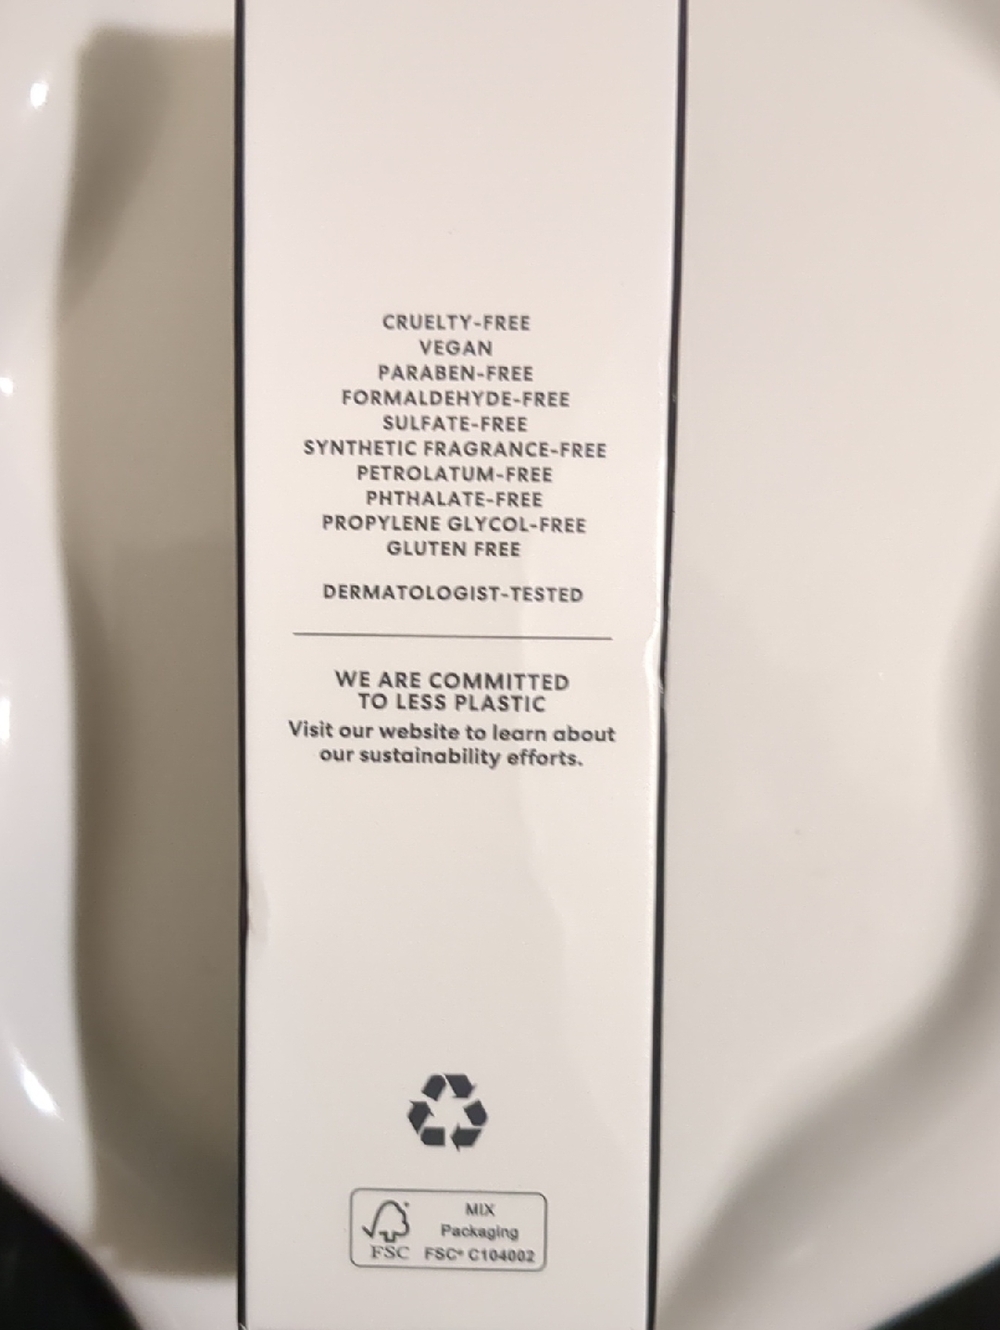 CRUELTY-FREE
VEGAN
PARABEN-FREE
FORMALDEHYDE-FREE
SULFATE-FREE
SYNTHETIC FRAGRANCE-FREE
PETROLATUM-FREE
PHTHALATE-FREE
PROPYLENE GLYCOL-FREE
GLUTEN FREE
DERMATOLOGIST-TESTED
WE ARE COMMITTED
TO LESS PLASTIC
Visit our website to learn about
our sustainability efforts.
MIX
Packaging
FSC FSC® C104002